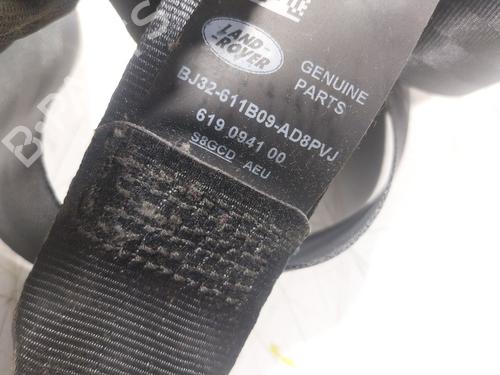 LAND-
ROVER
GENUINE
PARTS
BJ32-611B09-AD8PVJ
619 0941 00
S8GCD AEU